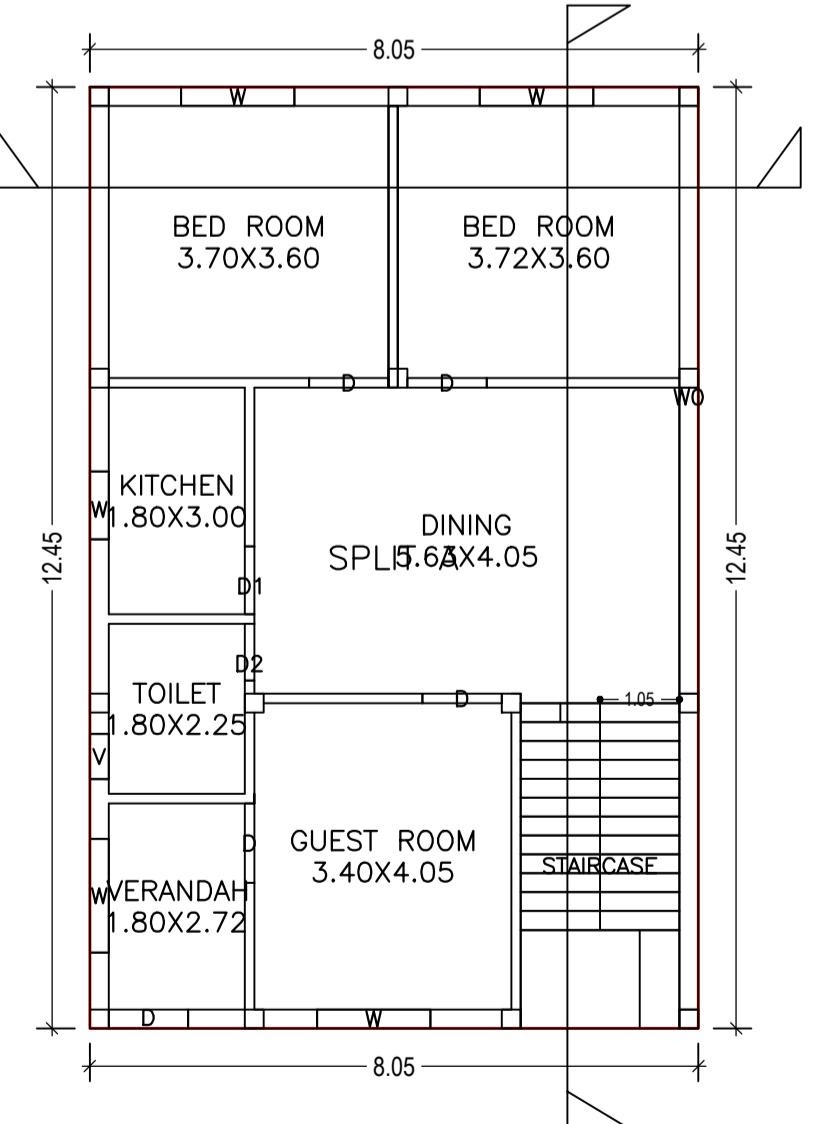 8.05
W
W
BED ROOM
3.70X3.60
BED ROOM
3.72X3.60
D
D
WO
KITCHEN
1.80X3.00
W
DINING
5.63X4.05
SPLIT A
12.45
12.45
D1
D2
TOILET
1.80X2.25
D
1.05
V
D
GUEST ROOM
3.40X4.05
STAIRCASE
W
VERANDAH
1.80X2.72
D
W
8.05